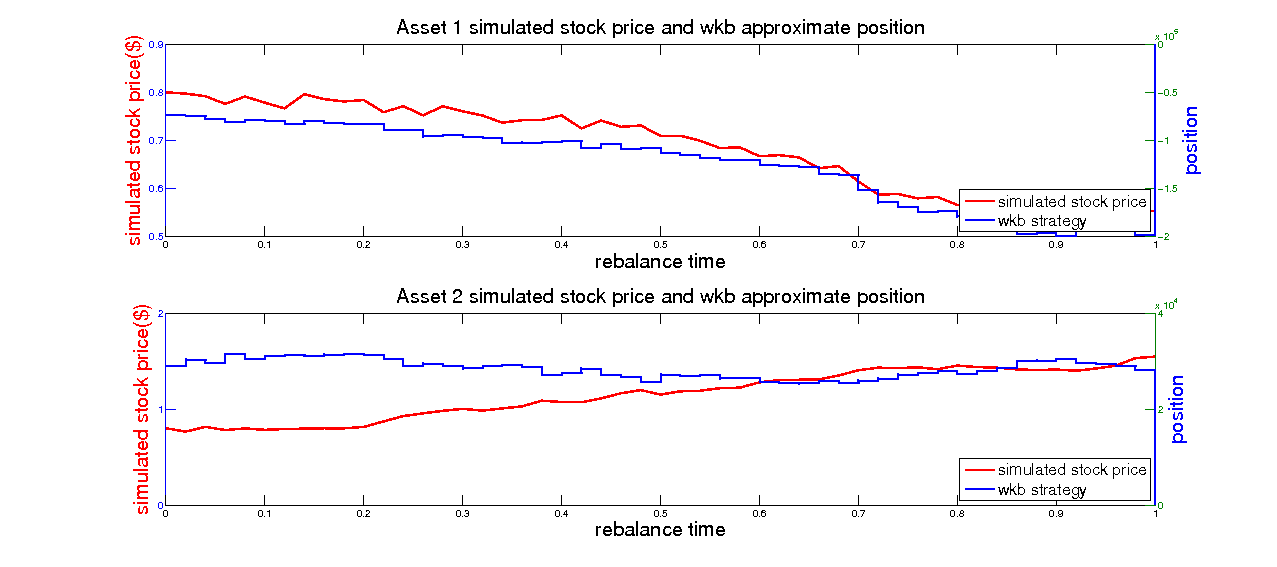 Asset 1 simulated stock price and wkb approximate position
x 10^5
simulated stock price($)
0.9
0.8
0.7
0.6
0.5
0
-0.5
-1
-1.5
-2
position
simulated stock price
wkb strategy
0 0.1 0.2 0.3 0.4 0.5 0.6 0.7 0.8 0.9 1
rebalance time
Asset 2 simulated stock price and wkb approximate position
x 10^4
simulated stock price($)
2
1
0
4
2
0
position
simulated stock price
wkb strategy
0 0.1 0.2 0.3 0.4 0.5 0.6 0.7 0.8 0.9 1
rebalance time